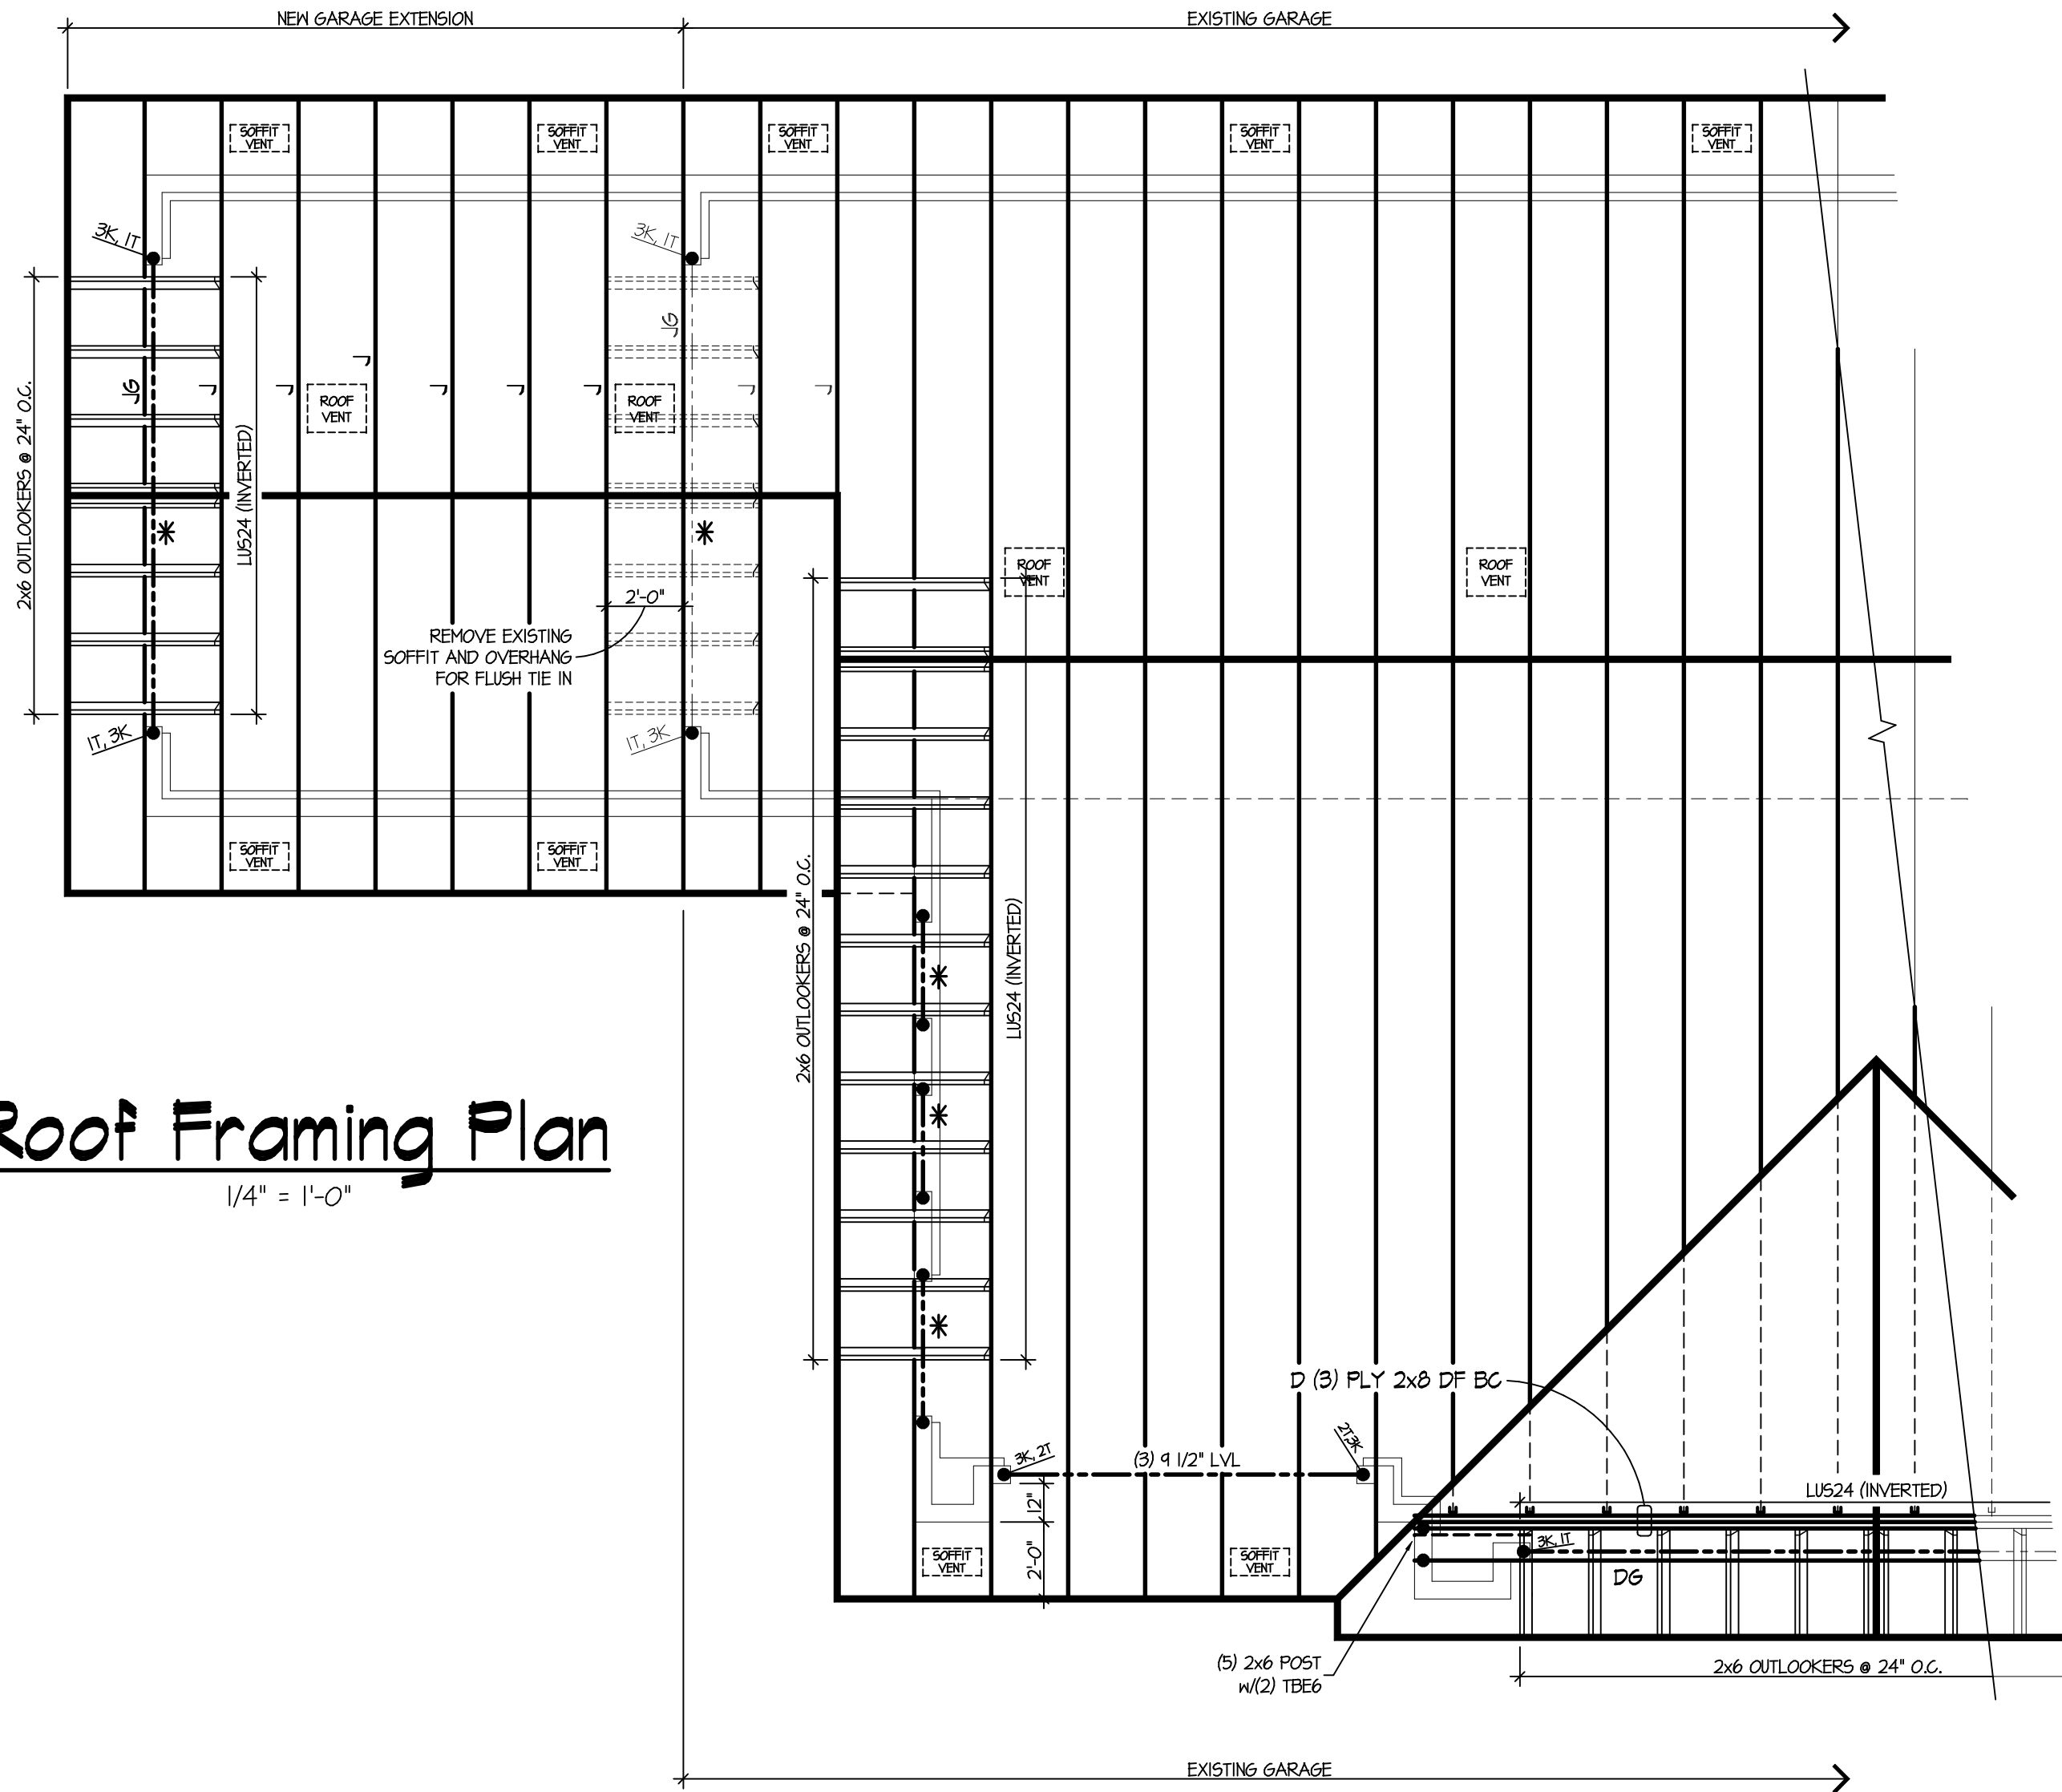 NEW GARAGE EXTENSION
EXISTING GARAGE
SOFFIT
VENT
SOFFIT
VENT
SOFFIT
VENT
SOFFIT
VENT
SOFFIT
VENT
3K, 1T
3K, 1T
JG
JG
J
J
J
J
J
J
J
J
ROOF
VENT
ROOF
VENT
2x6 OUTLOOKERS @ 24" O.C.
LUS24 (INVERTED)
*
*
ROOF
VENT
ROOF
VENT
2'-0"
REMOVE EXISTING
SOFFIT AND OVERHANG
FOR FLUSH TIE IN
1T, 3K
1T, 3K
SOFFIT
VENT
SOFFIT
VENT
2x6 OUTLOOKERS @ 24" O.C.
LUS24 (INVERTED)
*
*
*
Roof Framing Plan
1/4" = 1'-0"
D (3) PLY 2x8 DF BC
3K, 2T
(3) 9 1/2" LVL
2T,3K
LUS24 (INVERTED)
12"
3K, 1T
SOFFIT
VENT
2'-0"
SOFFIT
VENT
DG
(5) 2x6 POST
W/(2) TBE6
2x6 OUTLOOKERS @ 24" O.C.
EXISTING GARAGE